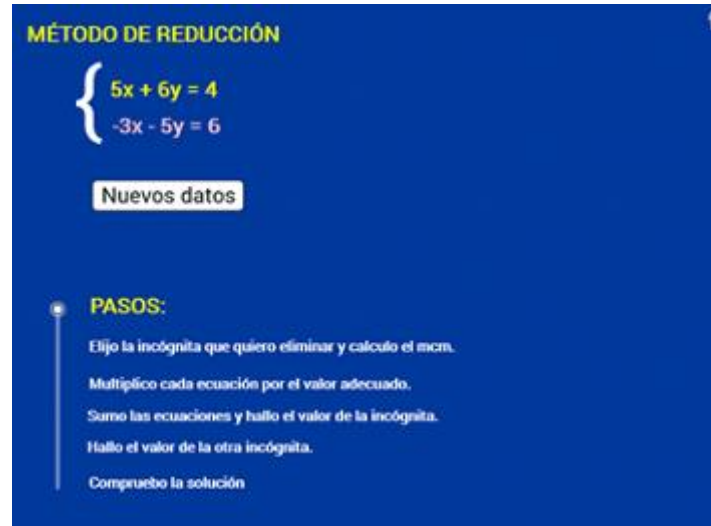 MÉTODO DE REDUCCIÓN
5x + 6y = 4
-3x - 5y = 6
Nuevos datos
PASOS:
Elijo la incógnita que quiero eliminar y calculo el mcm.
Multiplico cada ecuación por el valor adecuado.
Sumo las ecuaciones y hallo el valor de la incógnita.
Hallo el valor de la otra incógnita.
Compruebo la solución